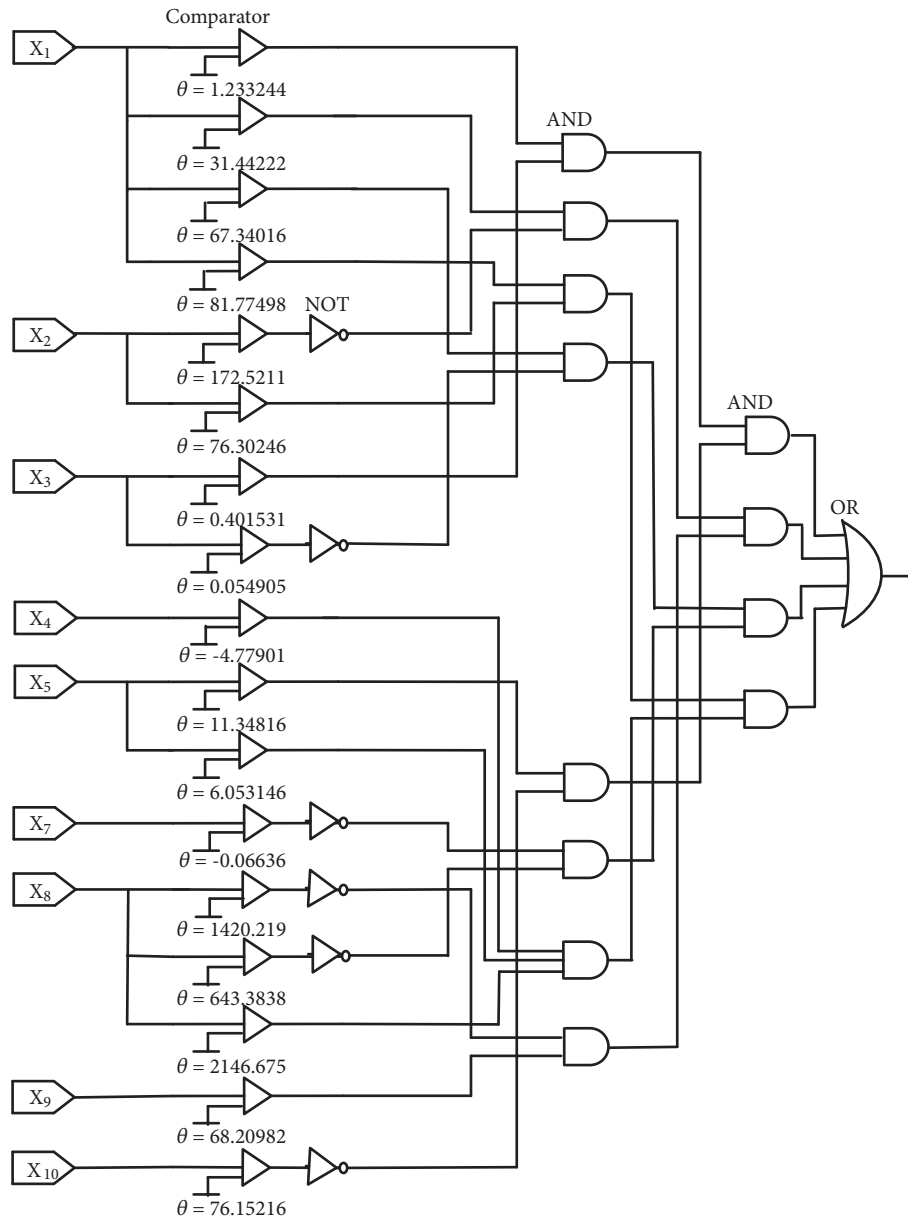 Comparator
X1
θ = 1.233244
AND
θ = 31.44222
θ = 67.34016
θ = 81.77498
NOT
X2
θ = 172.5211
AND
θ = 76.30246
X3
OR
θ = 0.401531
θ = 0.054905
X4
θ = -4.77901
X5
θ = 11.34816
θ = 6.053146
X7
θ = -0.06636
X8
θ = 1420.219
θ = 643.3838
θ = 2146.675
X9
θ = 68.20982
X10
θ = 76.15216